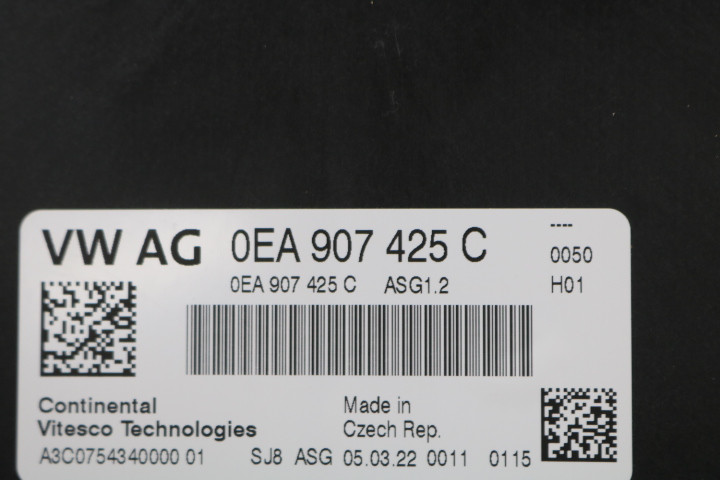 VW AG 0EA 907 425 C ----
0EA 907 425 C ASG1.2 0050
H01
Continental Made in
Vitesco Technologies Czech Rep.
A3C0754340000 01 SJ8 ASG 05.03.22 0011 0115